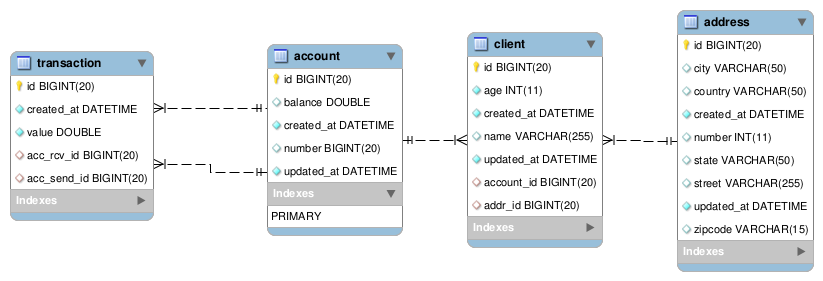 transaction
id BIGINT(20)
created_at DATETIME
value DOUBLE
acc_rcv_id BIGINT(20)
acc_send_id BIGINT(20)
Indexes
account
id BIGINT(20)
balance DOUBLE
created_at DATETIME
number BIGINT(20)
updated_at DATETIME
Indexes
PRIMARY
client
id BIGINT(20)
age INT(11)
created_at DATETIME
name VARCHAR(255)
updated_at DATETIME
account_id BIGINT(20)
addr_id BIGINT(20)
Indexes
address
id BIGINT(20)
city VARCHAR(50)
country VARCHAR(50)
created_at DATETIME
number INT(11)
state VARCHAR(50)
street VARCHAR(255)
updated_at DATETIME
zipcode VARCHAR(15)
Indexes